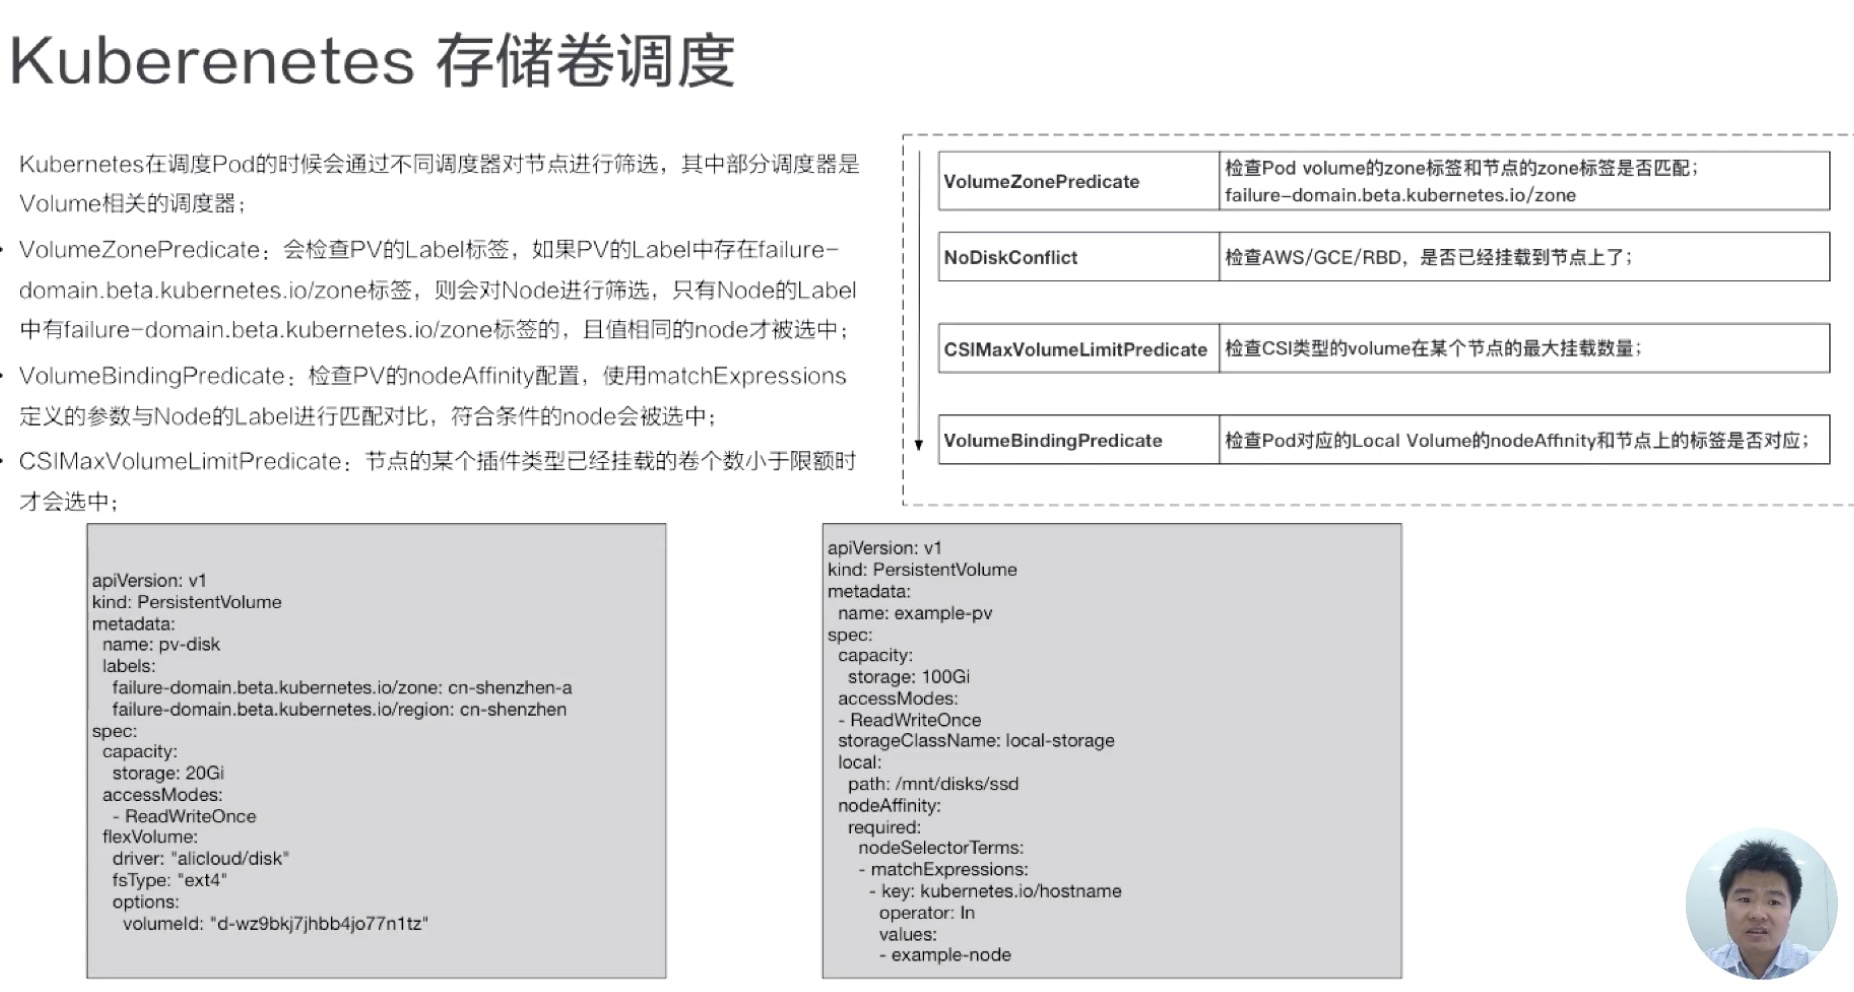 Kuberenetes 存储卷调度
Kubernetes在调度Pod的时候会通过不同调度器对节点进行筛选，其中部分调度器是
Volume相关的调度器；
• VolumeZonePredicate：会检查PV的Label标签，如果PV的Label中存在failure-
domain.beta.kubernetes.io/zone标签，则会对Node进行筛选，只有Node的Label
中有failure-domain.beta.kubernetes.io/zone标签的，且值相同的node才被选中；
• VolumeBindingPredicate：检查PV的nodeAffinity配置，使用matchExpressions
定义的参数与Node的Label进行匹配对比，符合条件的node会被选中；
• CSIMaxVolumeLimitPredicate：节点的某个插件类型已经挂载的卷个数小于限额时
才会选中；
VolumeZonePredicate
检查Pod volume的zone标签和节点的zone标签是否匹配；
failure-domain.beta.kubernetes.io/zone
NoDiskConflict
检查AWS/GCE/RBD，是否已经挂载到节点上了；
CSIMaxVolumeLimitPredicate
检查CSI类型的volume在某个节点的最大挂载数量；
VolumeBindingPredicate
检查Pod对应的Local Volume的nodeAffinity和节点上的标签是否对应；
apiVersion: v1
kind: PersistentVolume
metadata:
  name: pv-disk
  labels:
    failure-domain.beta.kubernetes.io/zone: cn-shenzhen-a
    failure-domain.beta.kubernetes.io/region: cn-shenzhen
spec:
  capacity:
    storage: 20Gi
  accessModes:
    - ReadWriteOnce
  flexVolume:
    driver: "alicloud/disk"
    fsType: "ext4"
    options:
      volumeId: "d-wz9bkj7jhbb4jo77n1tz"
apiVersion: v1
kind: PersistentVolume
metadata:
  name: example-pv
spec:
  capacity:
    storage: 100Gi
  accessModes:
  - ReadWriteOnce
  storageClassName: local-storage
  local:
    path: /mnt/disks/ssd
  nodeAffinity:
    required:
      nodeSelectorTerms:
      - matchExpressions:
        - key: kubernetes.io/hostname
          operator: In
          values:
          - example-node